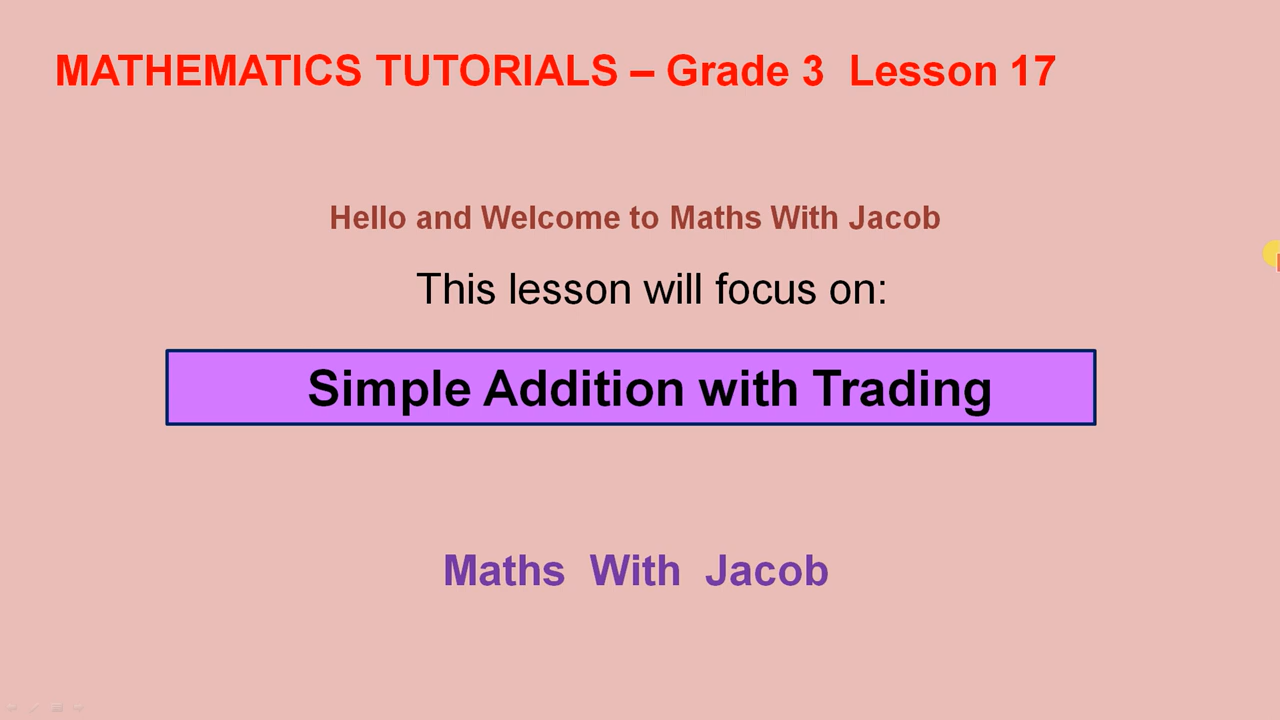 MATHEMATICS TUTORIALS – Grade 3 Lesson 17
Hello and Welcome to Maths With Jacob
This lesson will focus on:
Simple Addition with Trading
Maths With Jacob